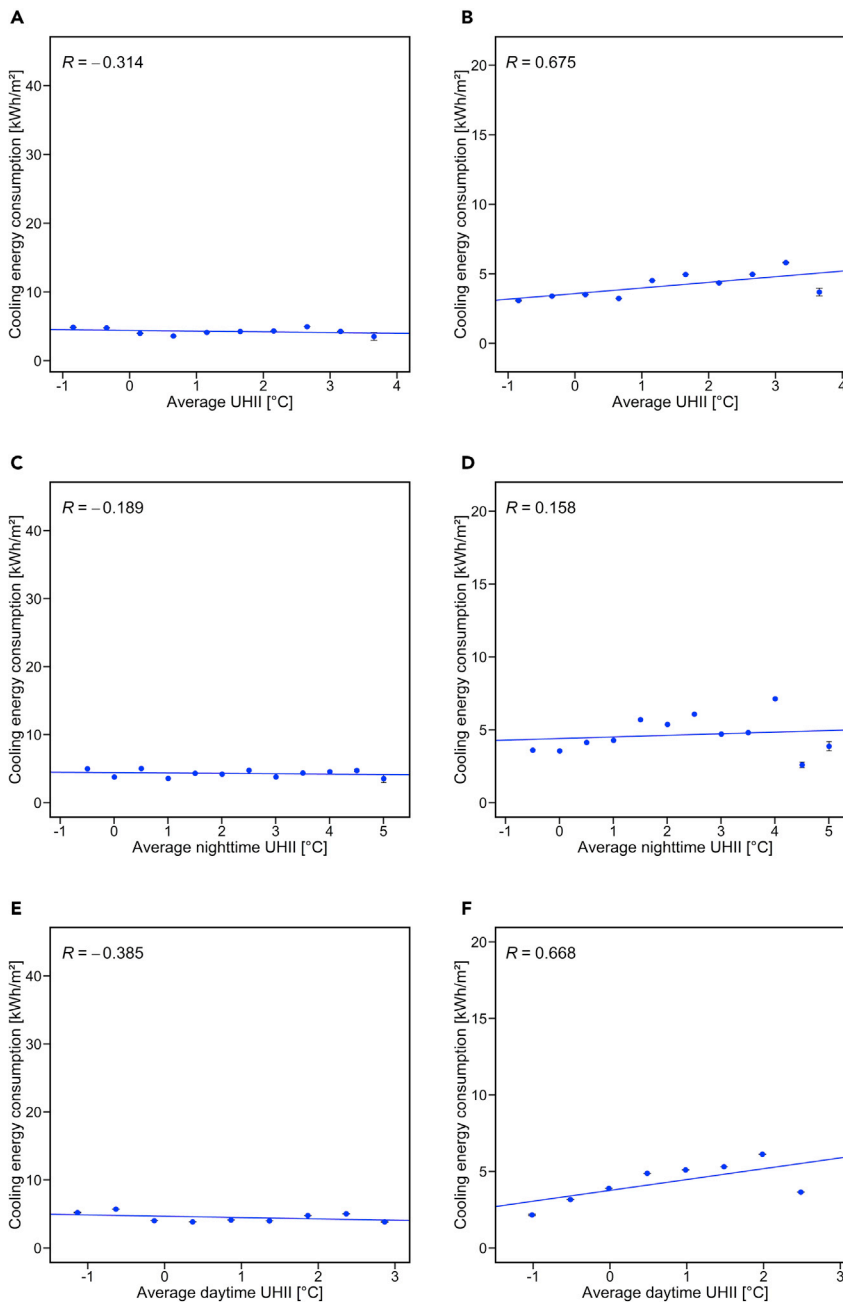 A
R = −0.314
Cooling energy consumption [kWh/m²]
40
30
20
10
0
-1 0 1 2 3 4
Average UHII [°C]
B
R = 0.675
Cooling energy consumption [kWh/m²]
20
15
10
5
0
-1 0 1 2 3 4
Average UHII [°C]
C
R = −0.189
Cooling energy consumption [kWh/m²]
40
30
20
10
0
-1 0 1 2 3 4 5
Average nighttime UHII [°C]
D
R = 0.158
Cooling energy consumption [kWh/m²]
20
15
10
5
0
-1 0 1 2 3 4 5
Average nighttime UHII [°C]
E
R = −0.385
Cooling energy consumption [kWh/m²]
40
30
20
10
0
-1 0 1 2 3
Average daytime UHII [°C]
F
R = 0.668
Cooling energy consumption [kWh/m²]
20
15
10
5
0
-1 0 1 2 3
Average daytime UHII [°C]